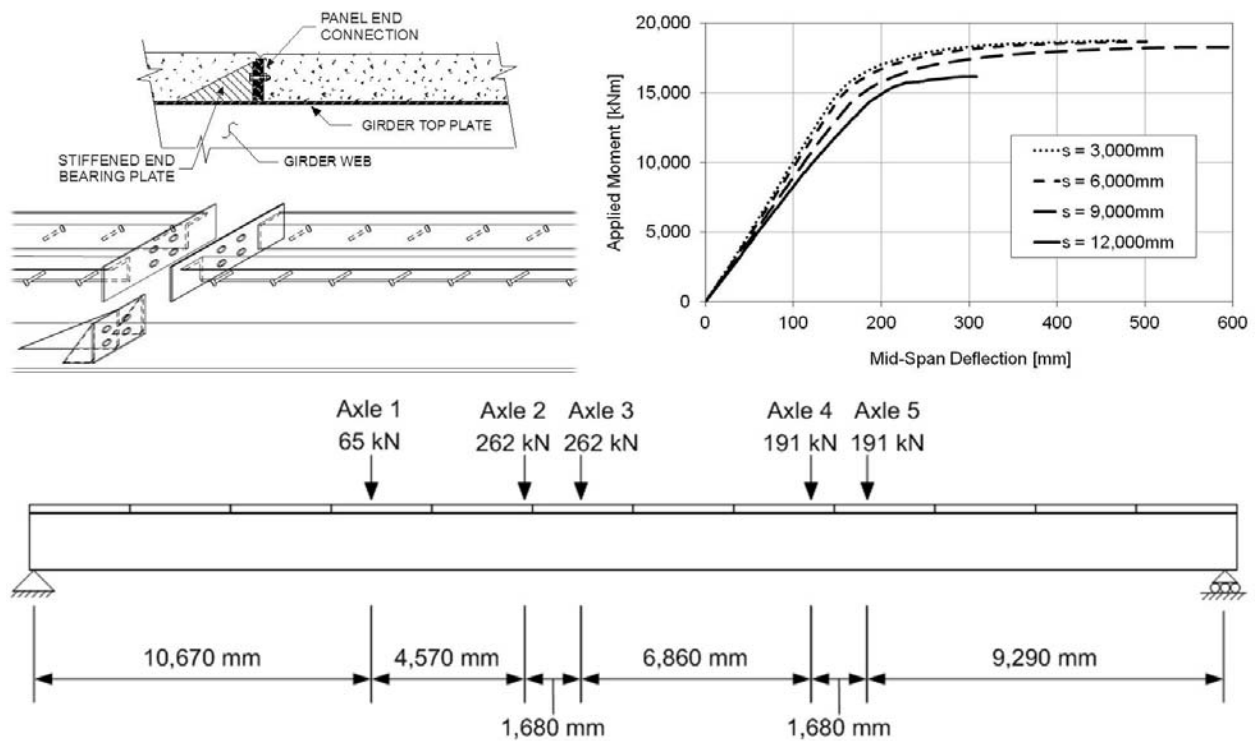 PANEL END
CONNECTION
GIRDER TOP PLATE
STIFFENED END
BEARING PLATE
GIRDER WEB
20,000
15,000
10,000
5,000
0
Applied Moment [kNm]
s = 3,000mm
s = 6,000mm
s = 9,000mm
s = 12,000mm
0 100 200 300 400 500 600
Mid-Span Deflection [mm]
Axle 1 Axle 2 Axle 3 Axle 4 Axle 5
65 kN 262 kN 262 kN 191 kN 191 kN
10,670 mm 4,570 mm 6,860 mm 9,290 mm
1,680 mm 1,680 mm